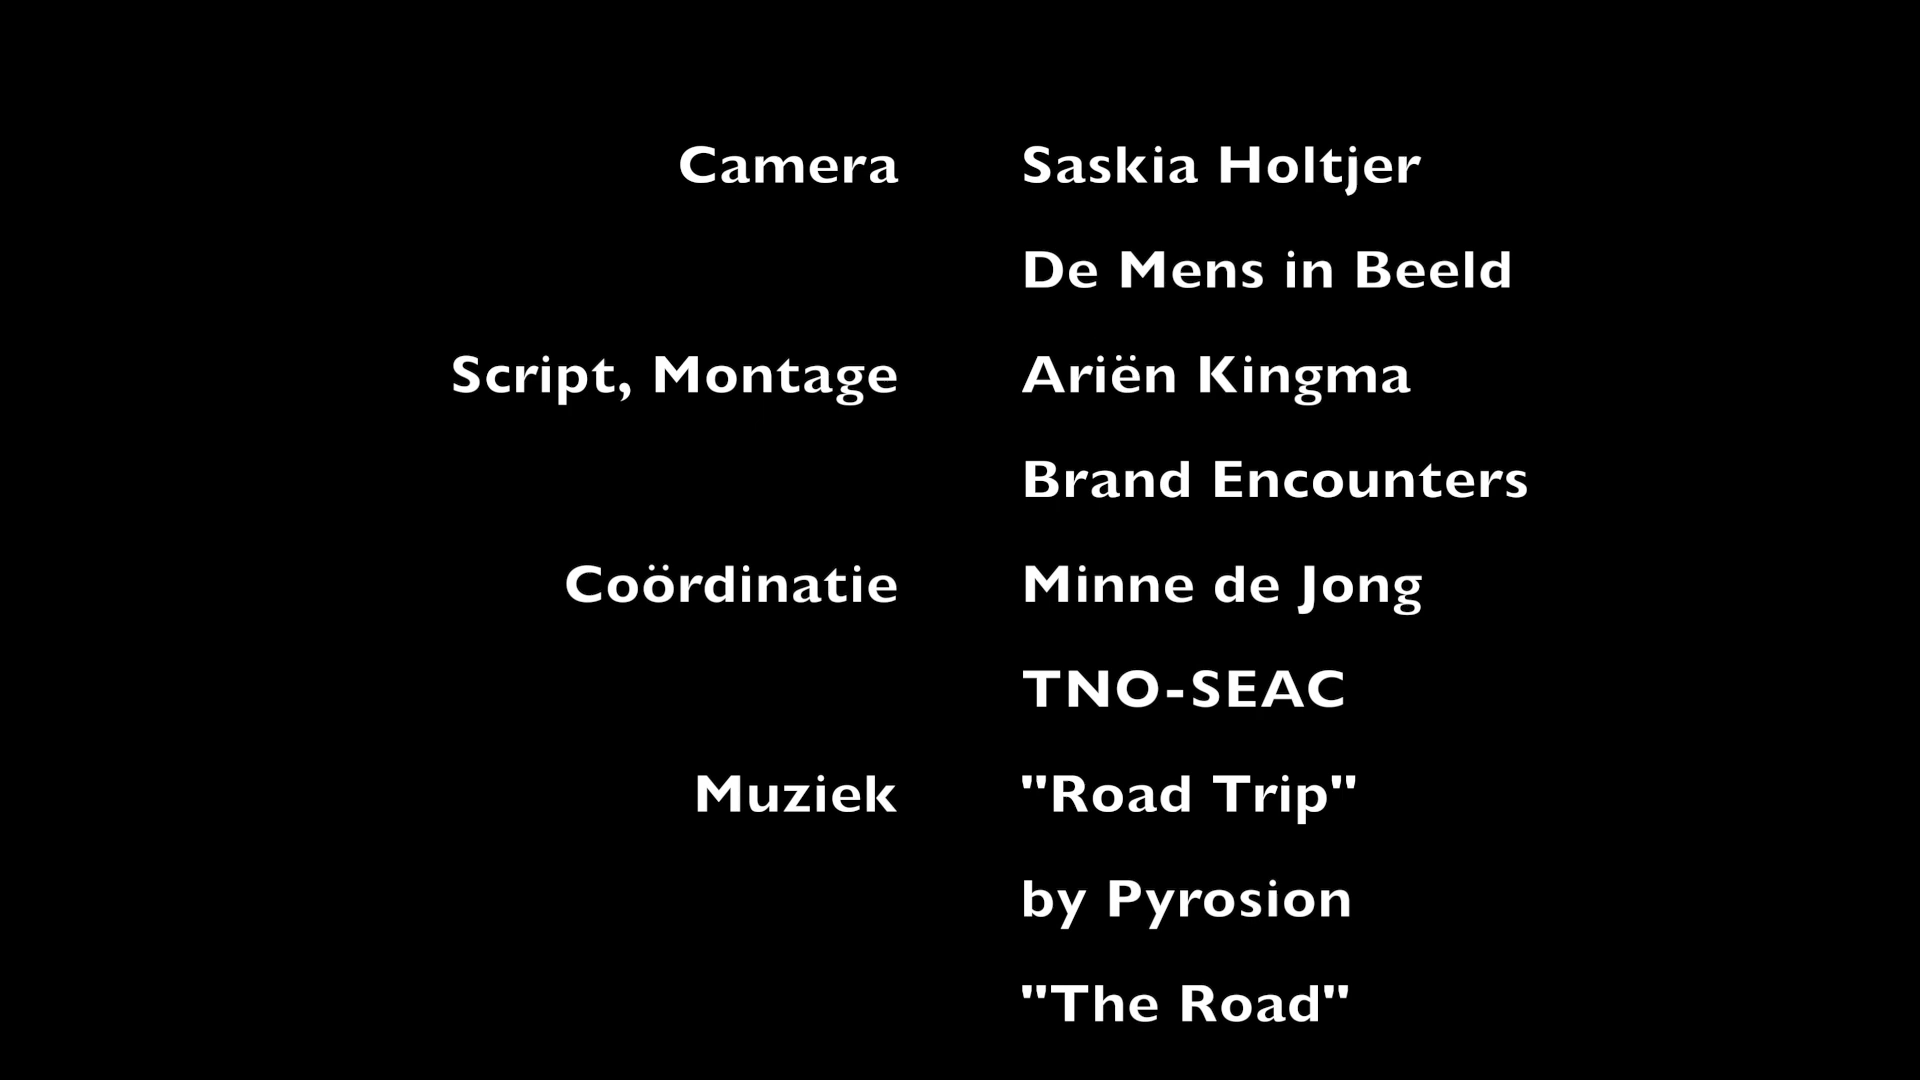 Camera Saskia Holtjer
De Mens in Beeld
Script, Montage Ariën Kingma
Brand Encounters
Coördinatie Minne de Jong
TNO-SEAC
Muziek "Road Trip"
by Pyrosion
"The Road"